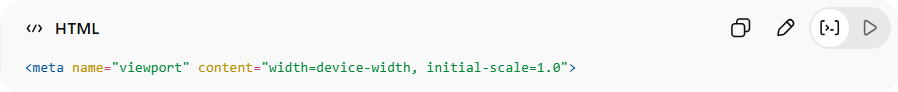 HTML
<meta name="viewport" content="width=device-width, initial-scale=1.0">